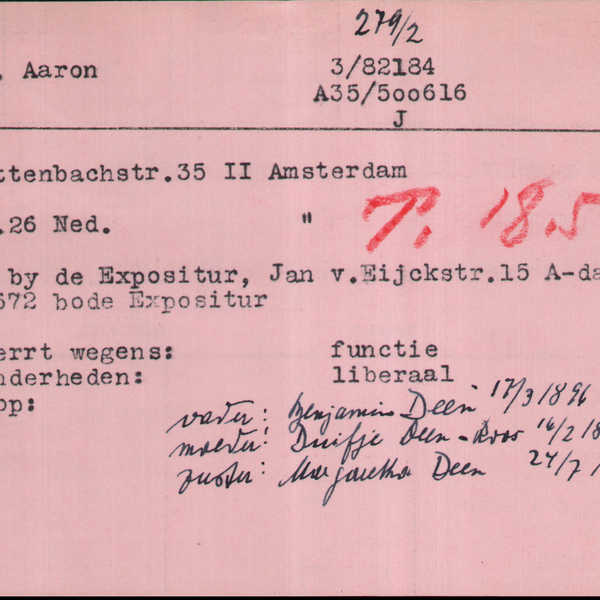 279/2
, Aaron 3/82184
A35/500616
J
ttenbachstr.35 II Amsterdam
.26 Ned. " T. 18.5
by de Expositur, Jan v.Eijckstr.15 A-da
672 bode Expositur
errt wegens: functie
nderheden: liberaal
op:
vader: Benjamin Deen 17/3 1896
moeder: Duifje Deen-Roos 16/2 18
zuster: Margaretha Deen 24/7 1